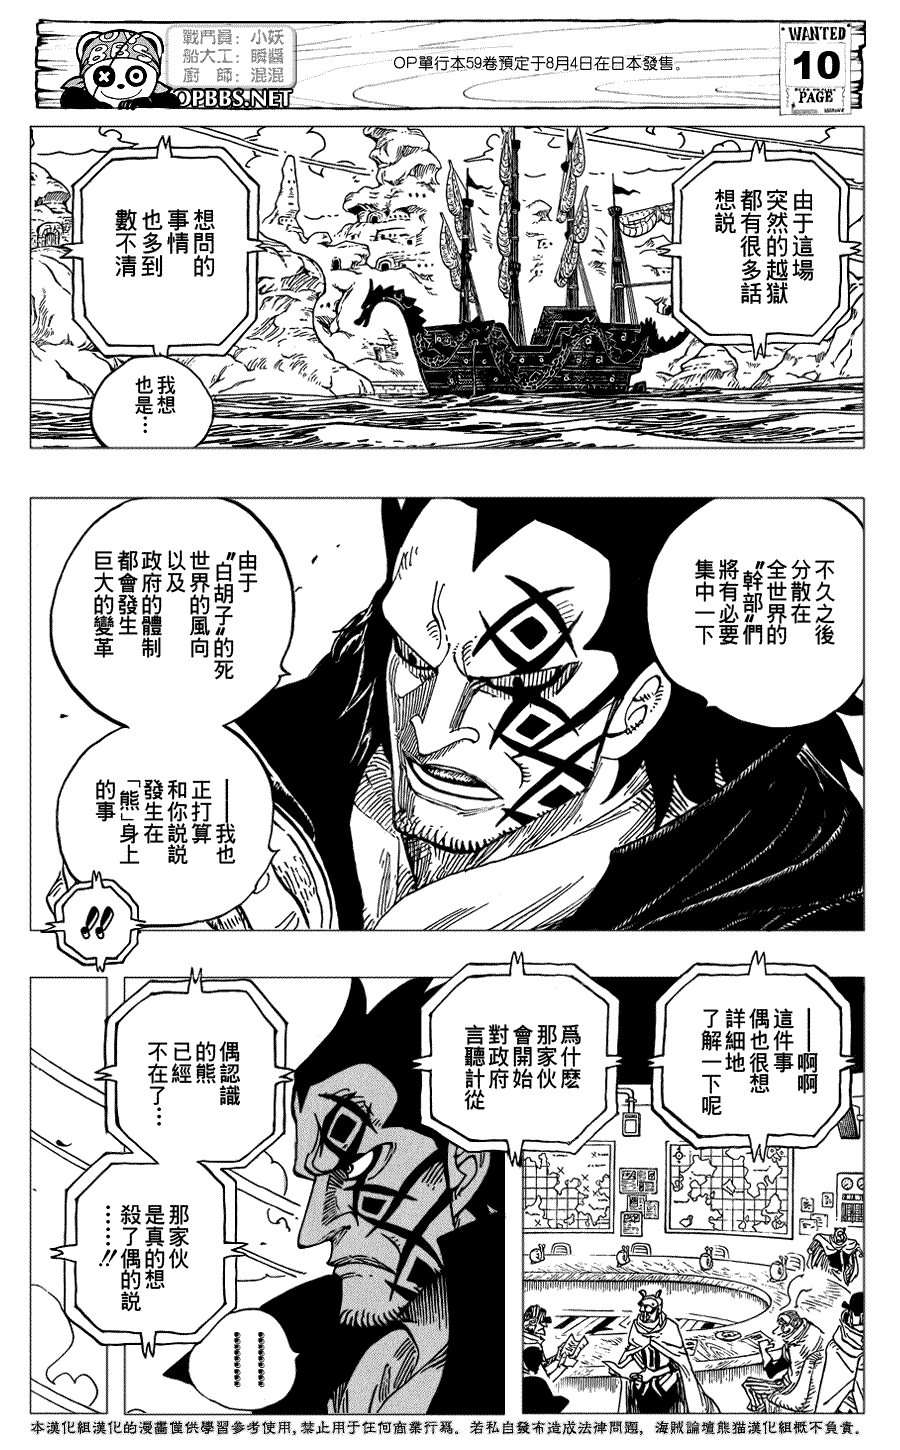 戰鬥員：小妖
船大工：瞬醬
廚　師：混混
OPBBS.NET
OP單行本59卷預定于8月4日在日本發售。
WANTED
10
PAGE
由于這場
突然的越獄
都有很多話
想說
想問的
事情
也多到
數不清
我想
也是…
不久之後
分散在
全世界的
〝幹部〞們
將有必要
集中一下
由于
〝白鬍子〞的死
世界的風向
以及
政府的體制
都會發生
巨大的變革
——我也
正打算
和你說說
發生在
「熊」身上
的事
!!
——啊啊
這件事
偶也很想
詳細地
了解一下呢
爲什麽
那家伙
會開始
對政府
言聽計從
偶認識
的熊
已經
不在了…
那家伙
是真的想
殺了偶的說
……!!
…………
本漢化組漢化的漫畫僅供學習參考使用,禁止用于任何商業行爲。若私自發布造成法律問題，海賊論壇熊猫漢化組概不負責。